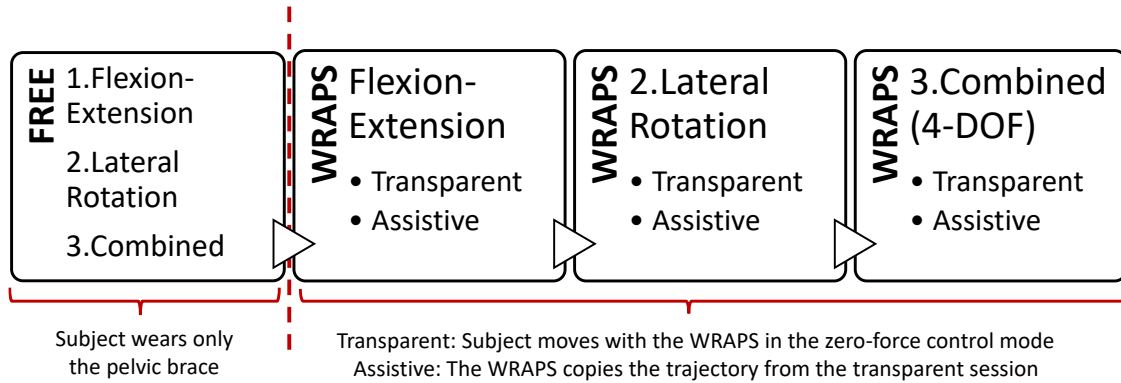 FREE
1.Flexion-
Extension
2.Lateral
Rotation
3.Combined
WRAPS
Flexion-
Extension
• Transparent
• Assistive
WRAPS
2.Lateral
Rotation
• Transparent
• Assistive
WRAPS
3.Combined
(4-DOF)
• Transparent
• Assistive
Subject wears only
the pelvic brace
Transparent: Subject moves with the WRAPS in the zero-force control mode
Assistive: The WRAPS copies the trajectory from the transparent session